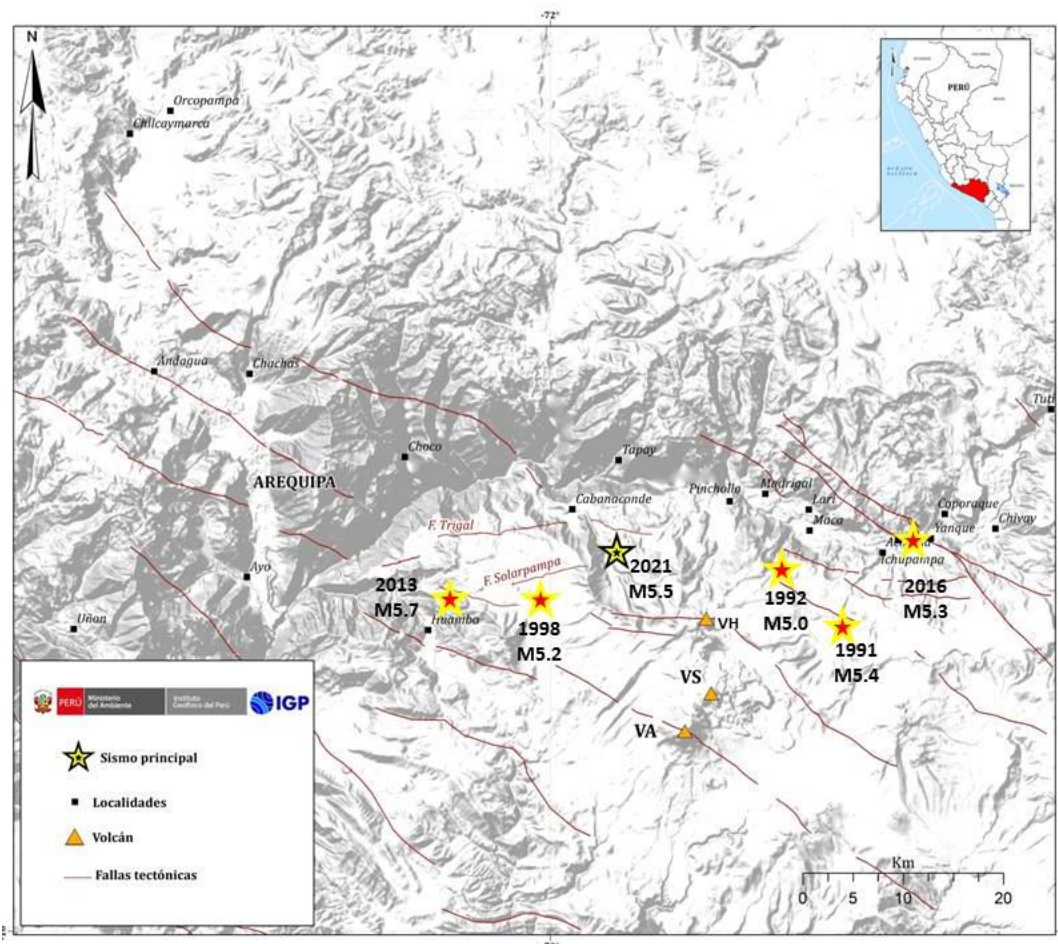 -72°
N
Orcopampa
Chilcaymarca
PERÚ
Andagua
Chachas
Tuti
Choco
Tapay
AREQUIPA
Pinchollo
Madrigal
Cabanaconde
Lari
Coporaque
Maca
Yanque
Chivay
F. Trigal
Ichupampa
F. Solarpampa
2021
M5.5
Ayo
2013
M5.7
1992
M5.0
2016
M5.3
Uñan
Huambo
1998
M5.2
VH
1991
M5.4
VS
VA
PERÚ
Ministerio
del Ambiente
Instituto
Geofísico del Perú
IGP
Sismo principal
Localidades
Volcán
Fallas tectónicas
Km
0 5 10 20